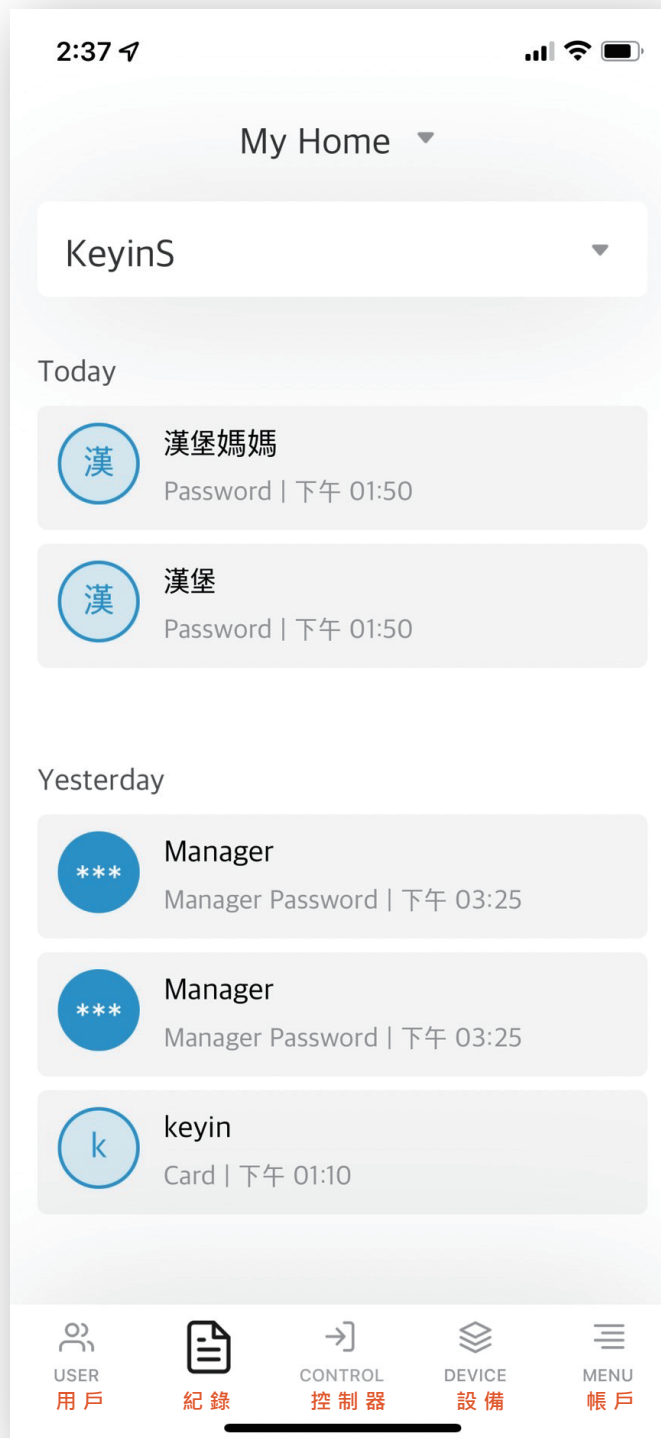 2:37
My Home
KeyinS
Today
漢
漢堡媽媽
Password | 下午 01:50
漢
漢堡
Password | 下午 01:50
Yesterday
***
Manager
Manager Password | 下午 03:25
***
Manager
Manager Password | 下午 03:25
k
keyin
Card | 下午 01:10
USER CONTROL DEVICE MENU
用戶 紀錄 控制器 設備 帳戶